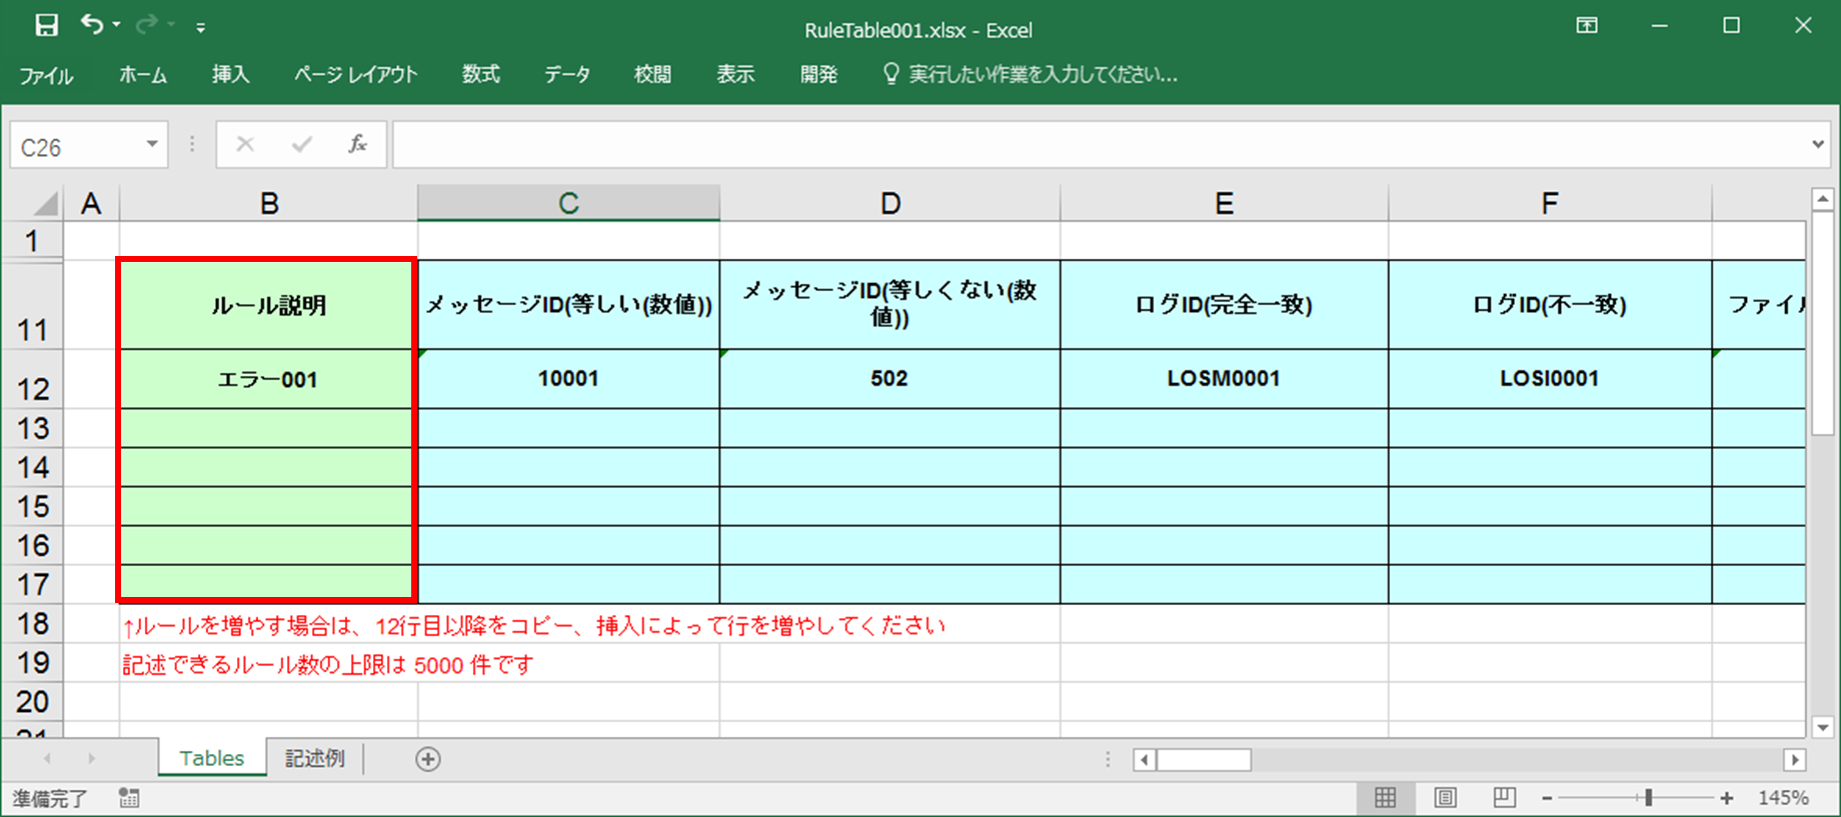 RuleTable001.xlsx - Excel
ファイル ホーム 挿入 ページ レイアウト 数式 データ 校閲 表示 開発 実行したい作業を入力してください...
C26 fx
A B C D E F
1
11 ルール説明 メッセージID(等しい(数値)) メッセージID(等しくない(数
値)) ログID(完全一致) ログID(不一致) ファイル
12 エラー001 10001 502 LOSM0001 LOSI0001
13
14
15
16
17
18 ↑ルールを増やす場合は、12行目以降をコピー、挿入によって行を増やしてください
19 記述できるルール数の上限は 5000 件です
20
21
Tables 記述例
準備完了 145%